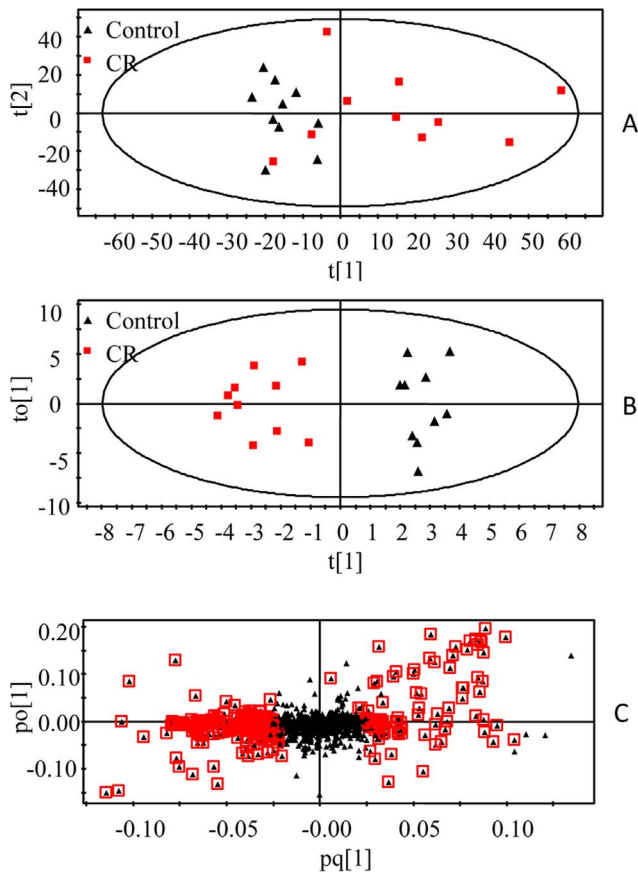 40
20
0
-20
-40
t[2]
Control
CR
A
-60 -50 -40 -30 -20 -10 0 10 20 30 40 50 60
t[1]
10
5
0
-5
-10
to[1]
Control
CR
B
-8 -7 -6 -5 -4 -3 -2 -1 0 1 2 3 4 5 6 7 8
t[1]
0.20
0.10
0.00
-0.10
po[1]
C
-0.10 -0.05 -0.00 0.05 0.10
pq[1]